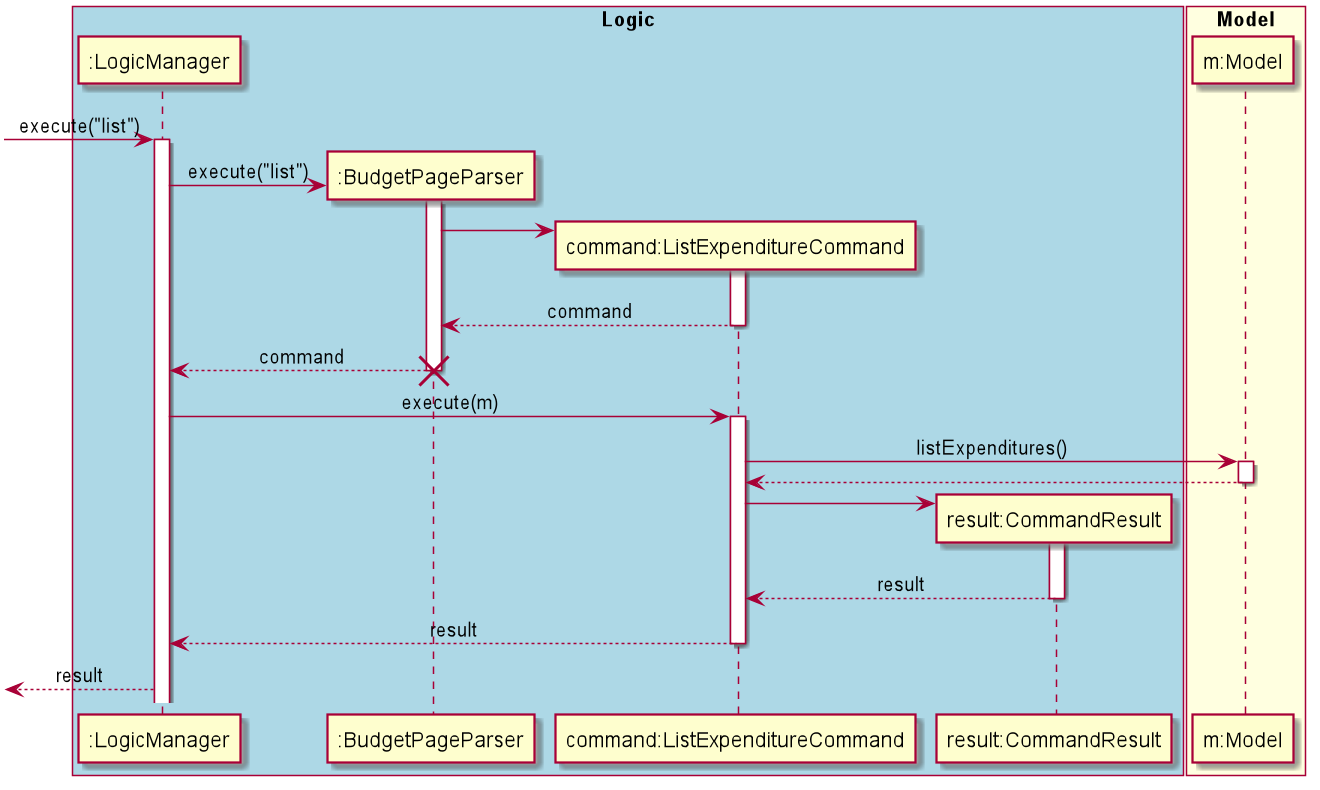 Logic
Model
:LogicManager
m:Model
execute("list")
:BudgetPageParser
execute("list")
command:ListExpenditureCommand
command
command
execute(m)
listExpenditures()
result:CommandResult
result
result
result
:LogicManager
:BudgetPageParser
command:ListExpenditureCommand
result:CommandResult
m:Model